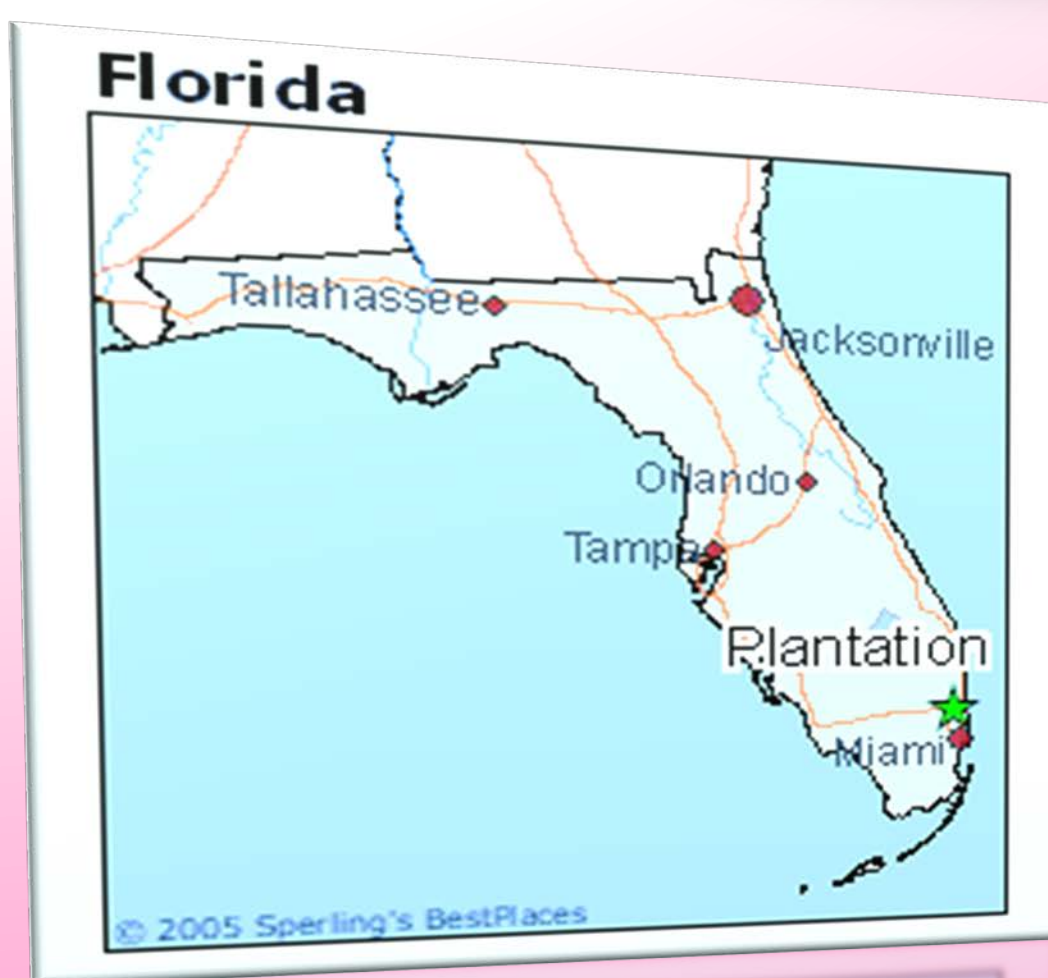 Florida
Tallahassee
Jacksonville
Orlando
Tampa
Plantation
Miami
© 2005 Sperling's BestPlaces